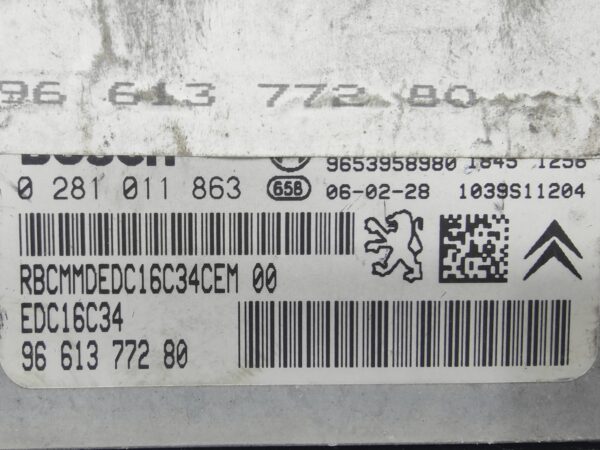 96 613 772 80
BOSCH
9653958980 1845 1256
0 281 011 863 658 06-02-28 1039S11204
RBCMMDEDC16C34CEM 00
EDC16C34
96 613 772 80